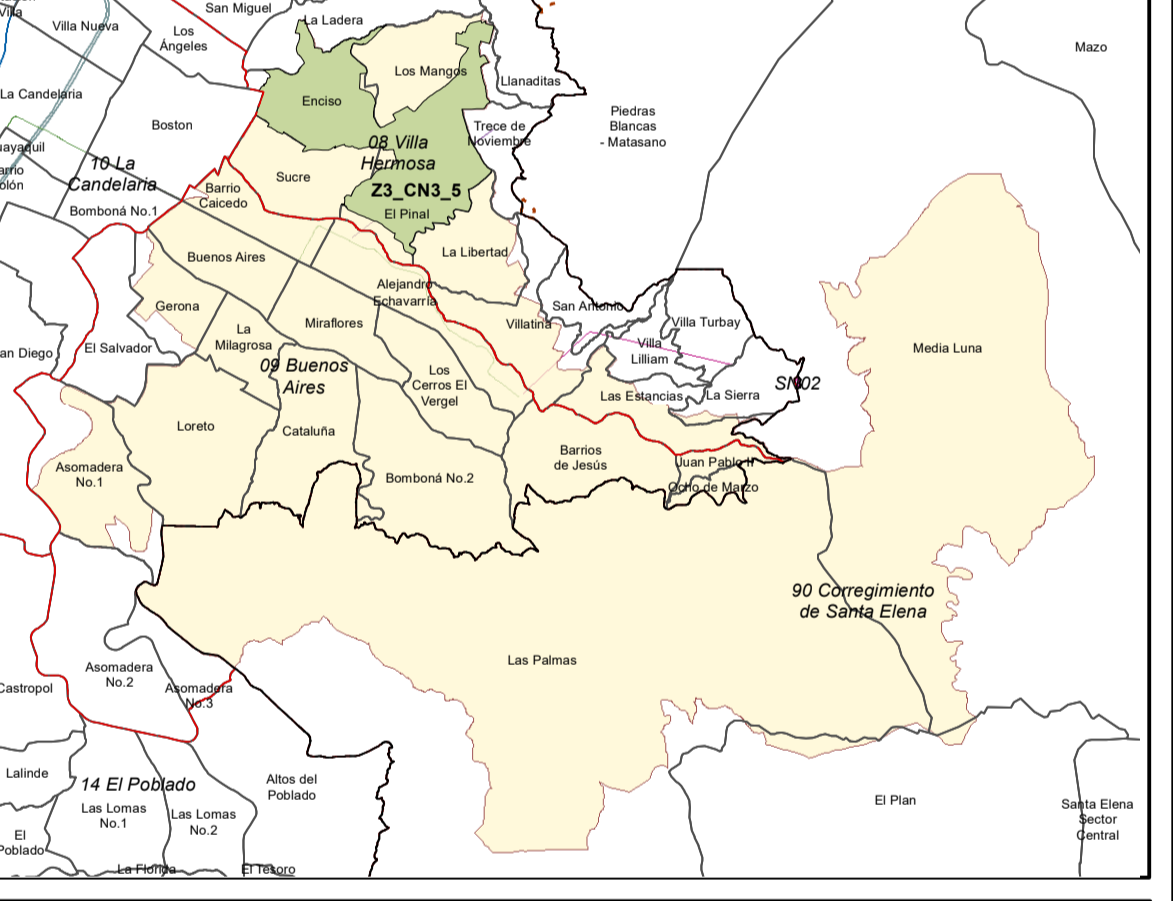 San Miguel
Villa
La Ladera
Villa Nueva
Los
Ángeles
Mazo
Los Mangos
Llanaditas
La Candelaria
Enciso
Piedras
Blancas
- Matasano
Boston
Trece de
Noviembre
08 Villa
Hermosa
10 La
Candelaria
Sucre
Z3_CN3_5
Barrio
Caicedo
Bomboná No.1
El Pinal
La Libertad
Buenos Aires
Alejandro
Echavarría
Gerona
San Antonio
Villatina
Villa Turbay
Miraflores
La
Milagrosa
Villa
Lilliam
El Salvador
an Diego
Media Luna
09 Buenos
Aires
Los
Cerros El
Vergel
SN02
Las Estancias
La Sierra
Loreto
Cataluña
Barrios
de Jesús
Juan Pablo II
Asomadera
No.1
Bomboná No.2
Ocho de Marzo
90 Corregimiento
de Santa Elena
Las Palmas
Asomadera
No.2
Asomadera
No.3
Castropol
Lalinde
14 El Poblado
Altos del
Poblado
Las Lomas
No.1
Las Lomas
No.2
El Plan
Santa Elena
Sector
Central
El
Poblado
La Florida
El Tesoro